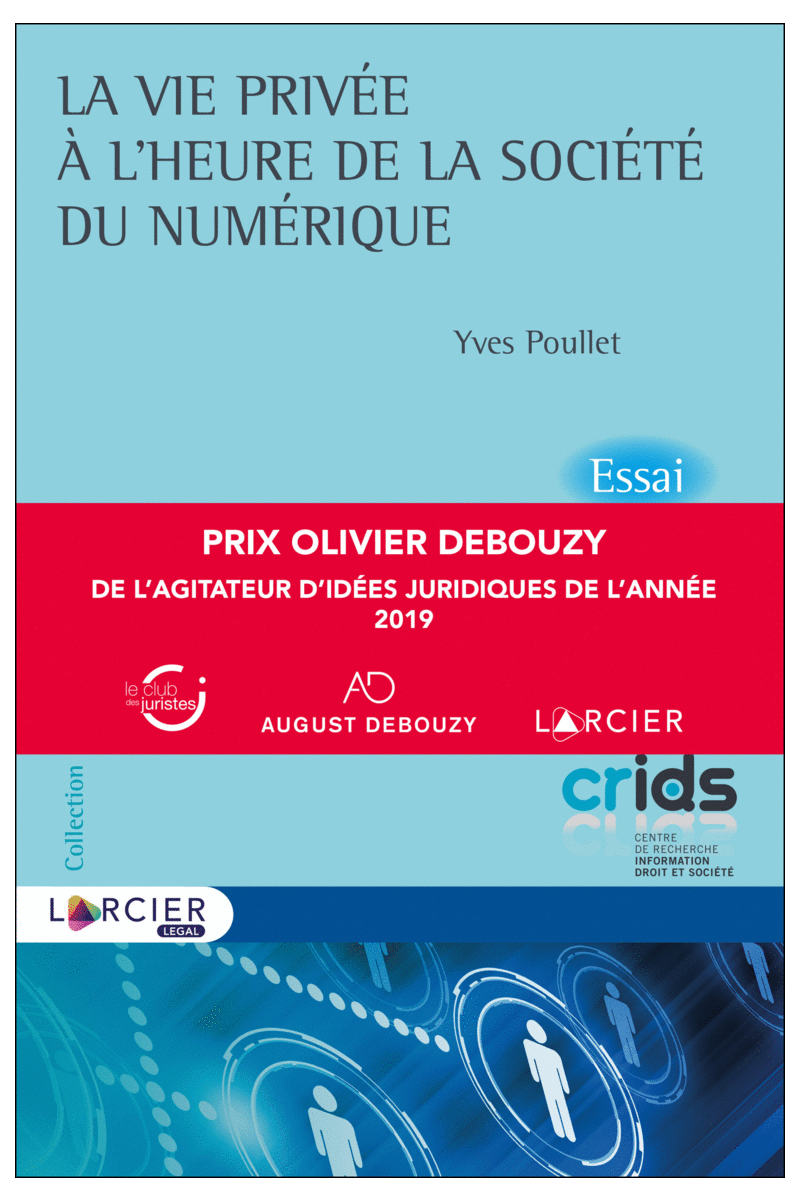 LA VIE PRIVÉE
À L’HEURE DE LA SOCIÉTÉ
DU NUMÉRIQUE
Yves Poullet
Essai
PRIX OLIVIER DEBOUZY
DE L’AGITATEUR D’IDÉES JURIDIQUES DE L’ANNÉE
2019
le club
des juristes
AD
AUGUST DEBOUZY
LARCIER
Collection
crids
CENTRE
DE RECHERCHE
INFORMATION
DROIT ET SOCIÉTÉ
LARCIER
LEGAL